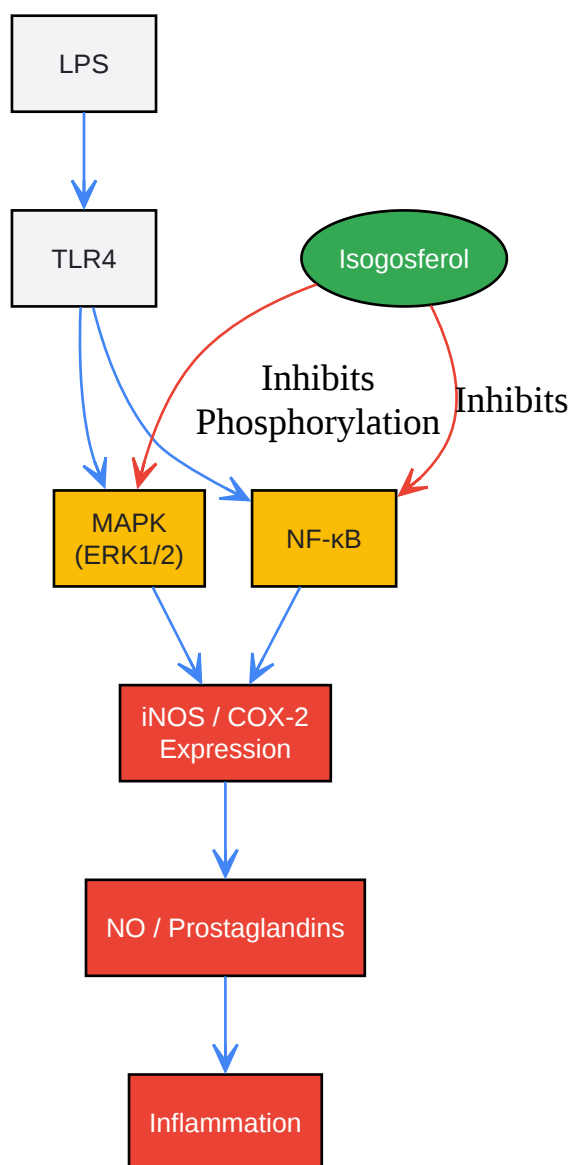 LPS
TLR4
Isogosferol
Inhibits
Phosphorylation
Inhibits
MAPK
(ERK1/2)
NF-κB
iNOS / COX-2
Expression
NO / Prostaglandins
Inflammation